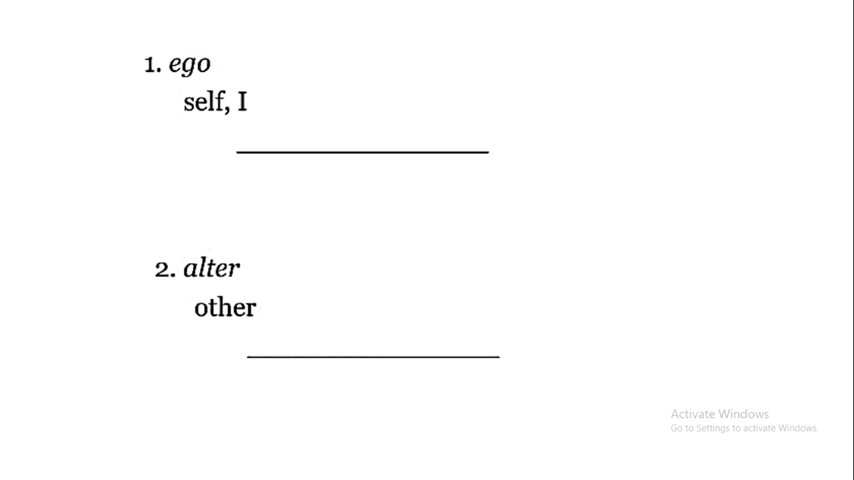 1. ego
self, I
2. alter
other
Activate Windows
Go to Settings to activate Windows.